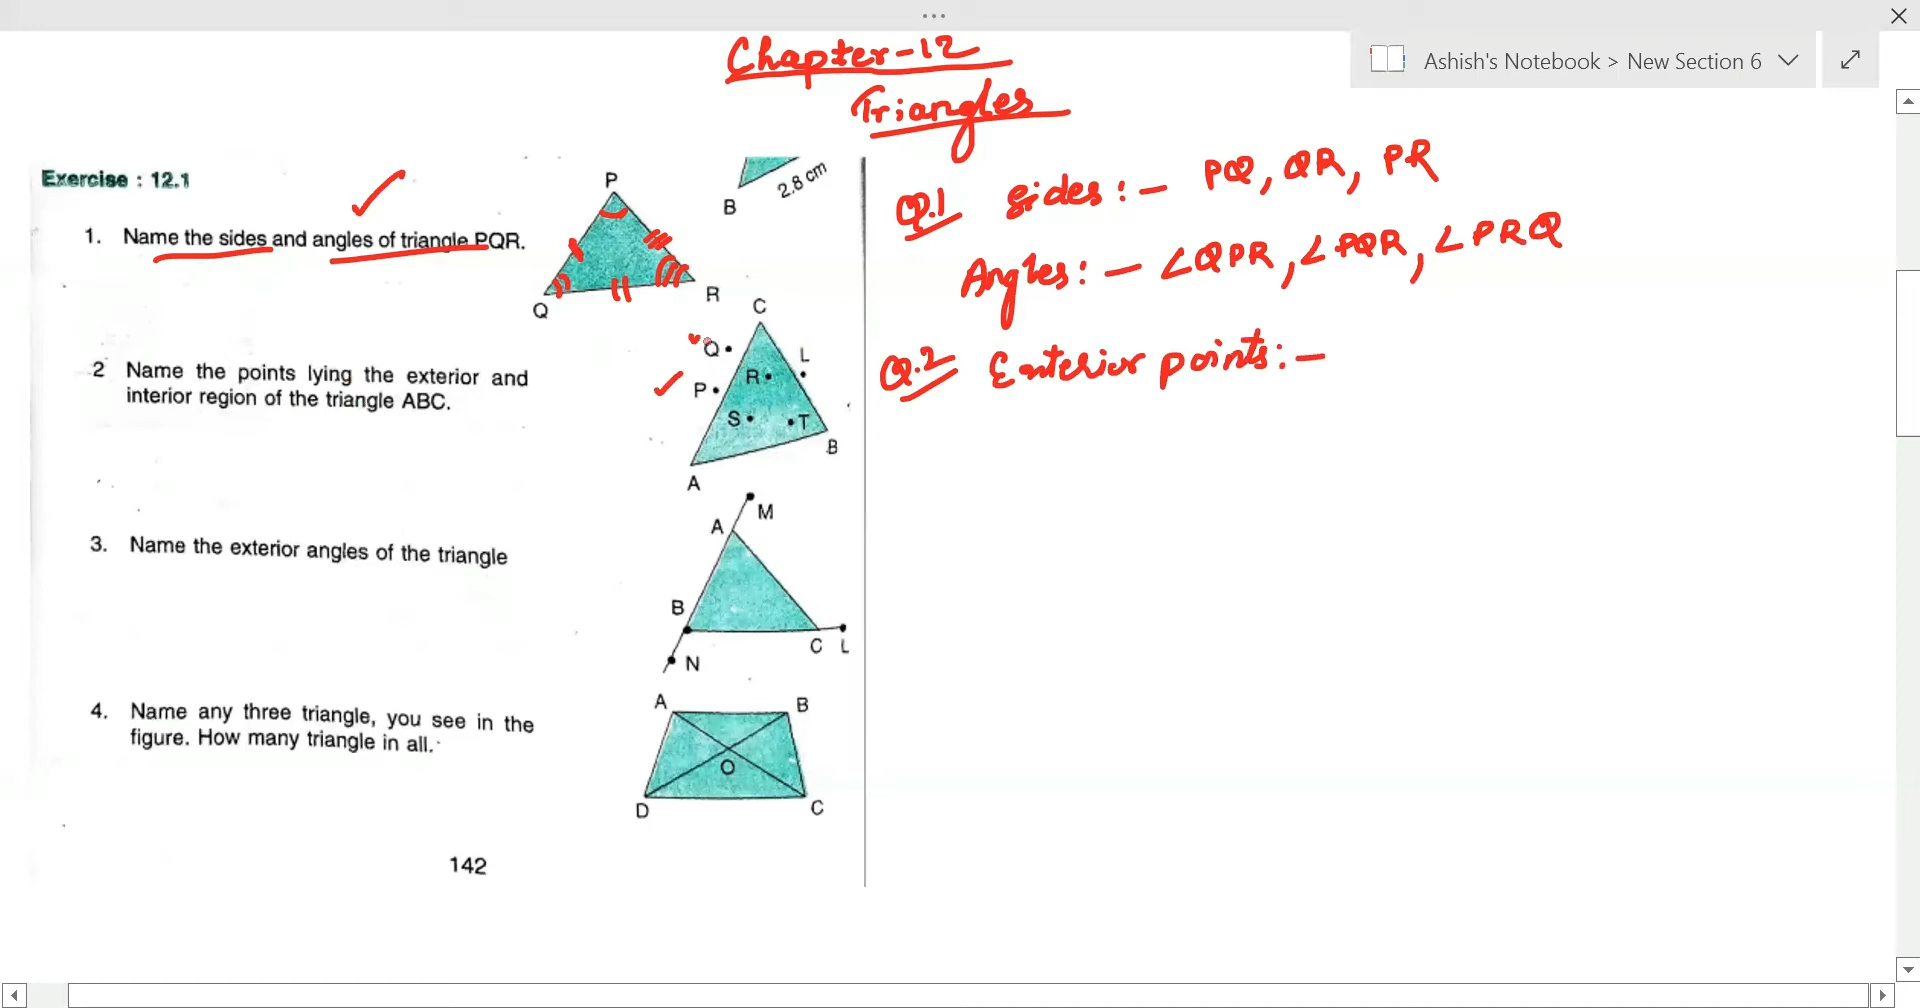 Chapter-12
Triangles
Ashish's Notebook > New Section 6
Exercise : 12.1
1. Name the sides and angles of triangle PQR.
P
Q
R
B
2.8 cm
Q.1 Sides :- PQ, QR, PR
Angles :- ∠QPR, ∠PQR, ∠PRQ
2 Name the points lying the exterior and
interior region of the triangle ABC.
C
Q
L
R
P
S
T
B
A
Q.2 Exterior points :-
3. Name the exterior angles of the triangle
M
A
B
C L
N
4. Name any three triangle, you see in the
figure. How many triangle in all.
A
B
O
D
C
142